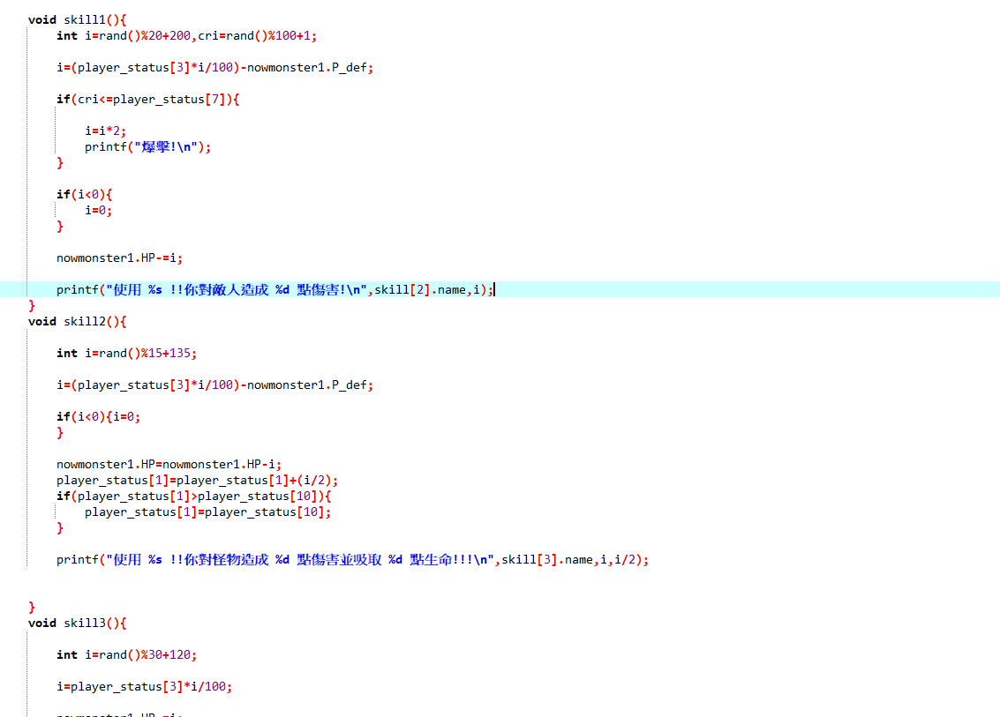 void skill1(){
int i=rand()%20+200,cri=rand()%100+1;
i=(player_status[3]*i/100)-nowmonster1.P_def;
if(cri<=player_status[7]){
i=i*2;
printf("爆擊!\n");
}
if(i<0){
i=0;
}
nowmonster1.HP-=i;
printf("使用 %s !!你對敵人造成 %d 點傷害!\n",skill[2].name,i);
}
void skill2(){
int i=rand()%15+135;
i=(player_status[3]*i/100)-nowmonster1.P_def;
if(i<0){i=0;
}
nowmonster1.HP=nowmonster1.HP-i;
player_status[1]=player_status[1]+(i/2);
if(player_status[1]>player_status[10]){
player_status[1]=player_status[10];
}
printf("使用 %s !!你對怪物造成 %d 點傷害並吸取 %d 點生命!!!\n",skill[3].name,i,i/2);
}
void skill3(){
int i=rand()%30+120;
i=player_status[3]*i/100;